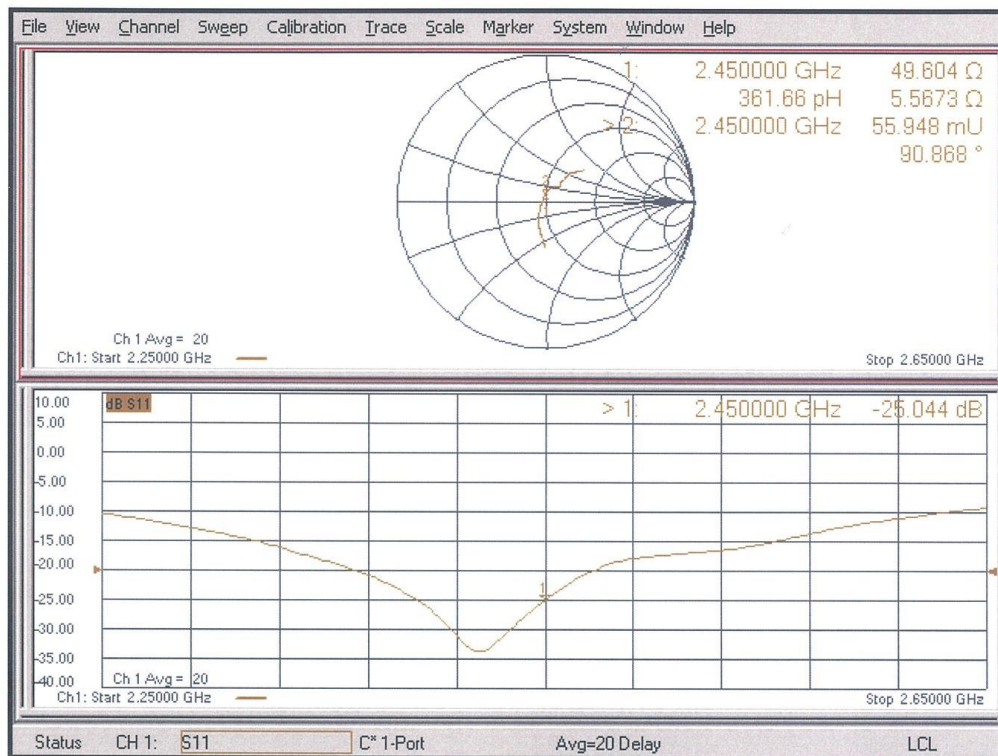 File View Channel Sweep Calibration Trace Scale Marker System Window Help
1: 2.450000 GHz 49.604 Ω
361.66 pH 5.5673 Ω
> 2: 2.450000 GHz 55.948 mU
90.868 °
Ch 1 Avg = 20
Ch1: Start 2.25000 GHz Stop 2.65000 GHz
10.00 dB S11 > 1: 2.450000 GHz -25.044 dB
5.00
0.00
-5.00
-10.00
-15.00
-20.00
-25.00 1
-30.00
-35.00
-40.00 Ch 1 Avg = 20
Ch1: Start 2.25000 GHz Stop 2.65000 GHz
Status CH 1: S11 C* 1-Port Avg=20 Delay LCL